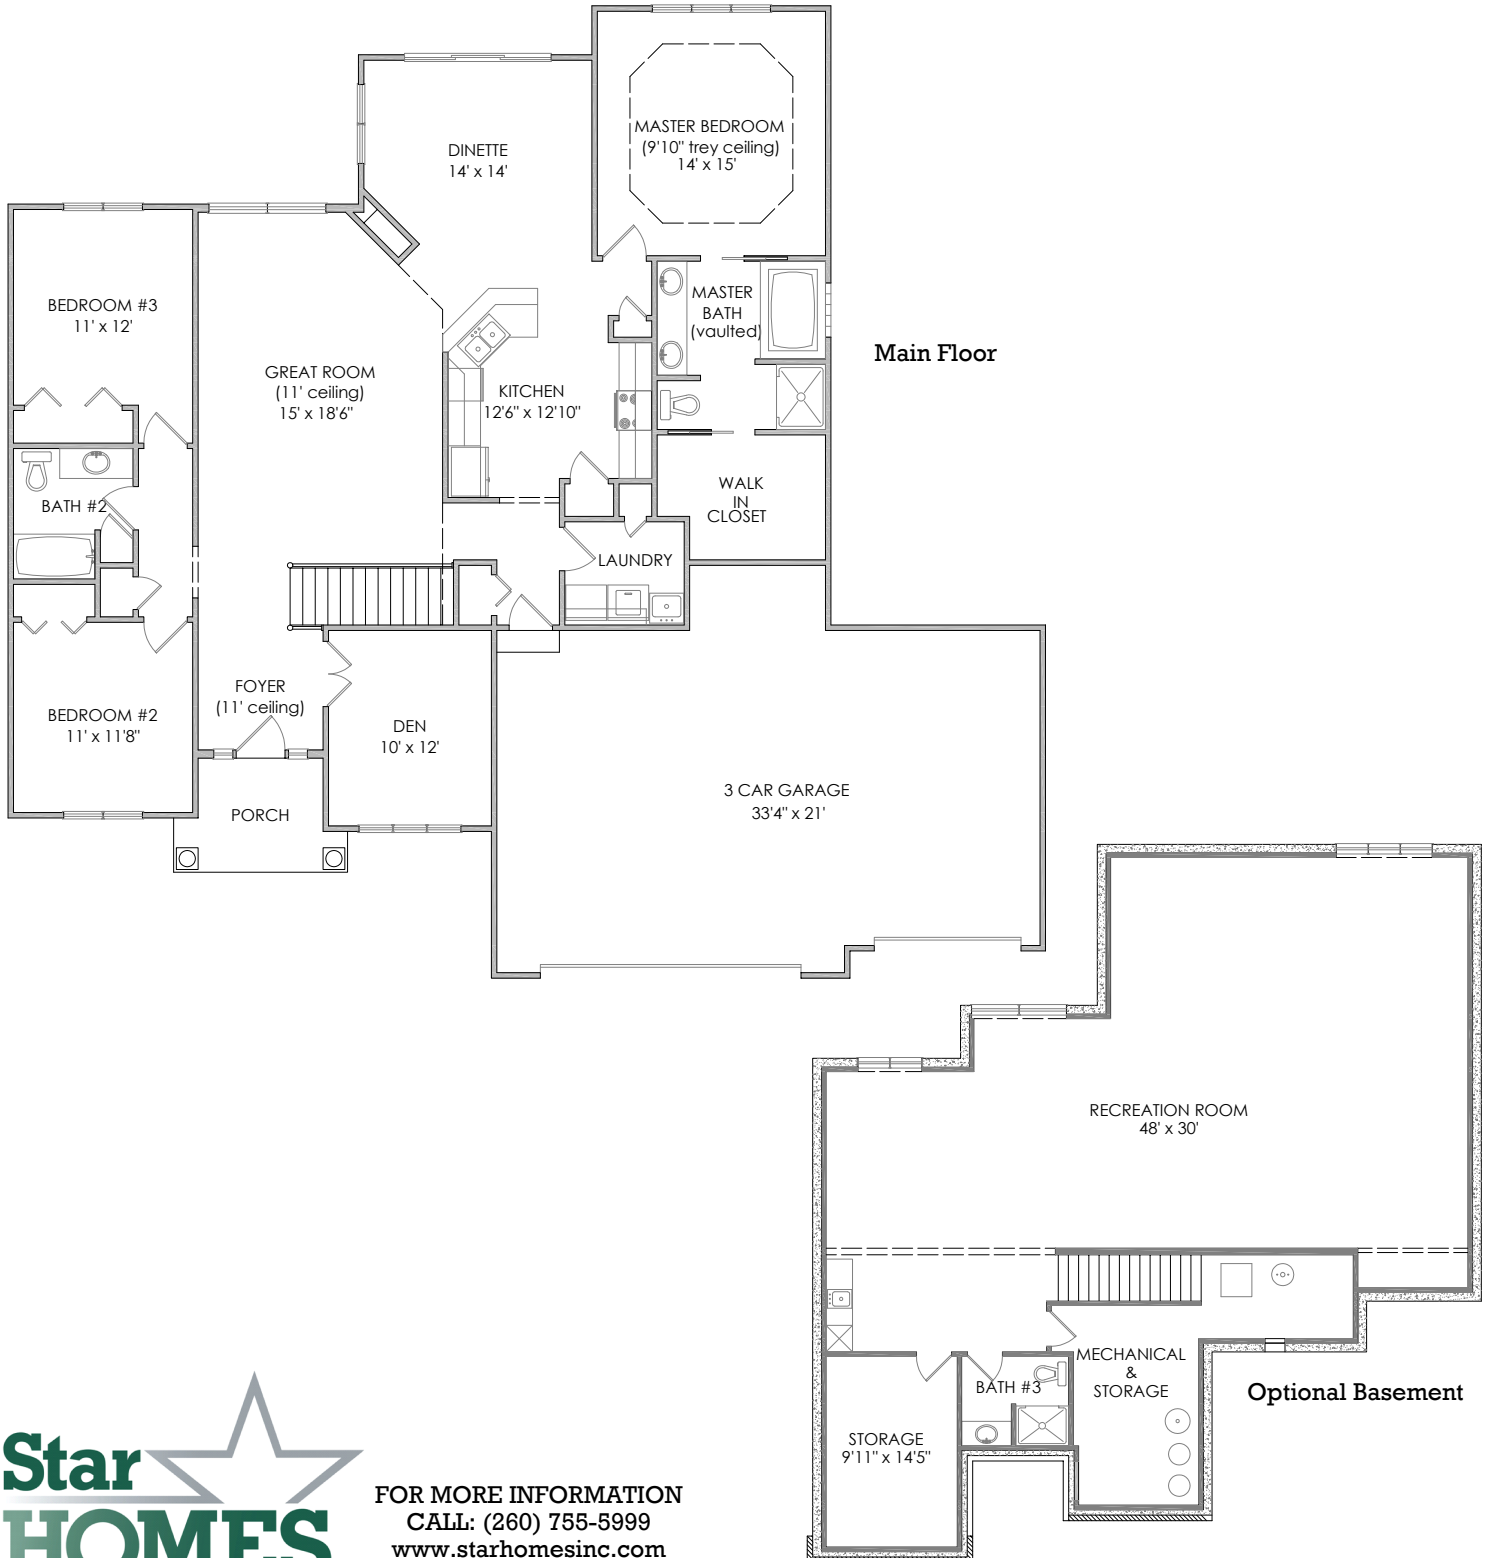 MASTER BEDROOM
(9'10" trey ceiling)
14' x 15'
DINETTE
14' x 14'
BEDROOM #3
11' x 12'
MASTER
BATH
(vaulted)
Main Floor
GREAT ROOM
(11' ceiling)
15' x 18'6"
KITCHEN
12'6" x 12'10"
WALK
IN
CLOSET
BATH #2
LAUNDRY
FOYER
(11' ceiling)
BEDROOM #2
11' x 11'8"
DEN
10' x 12'
PORCH
3 CAR GARAGE
33'4" x 21'
RECREATION ROOM
48' x 30'
MECHANICAL
&
STORAGE
BATH #3
Optional Basement
STORAGE
9'11" x 14'5"
Star
HOMES
FOR MORE INFORMATION
CALL: (260) 755-5999
www.starhomesinc.com